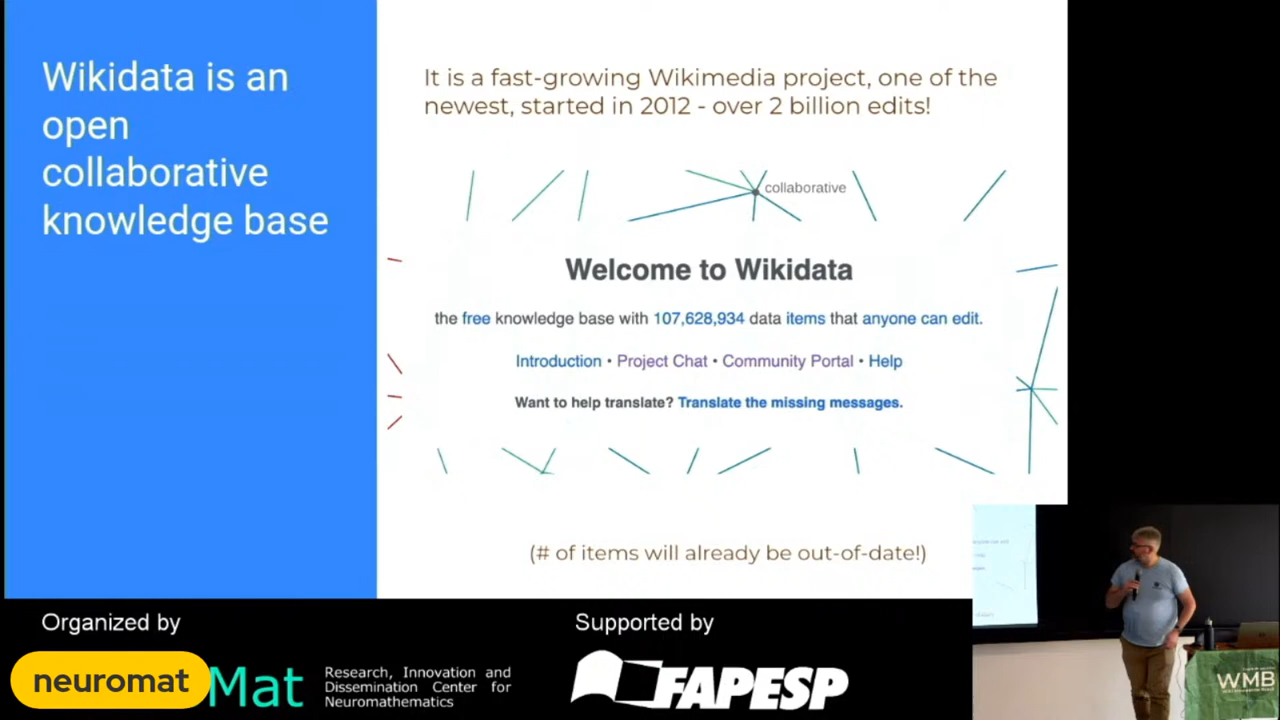 Wikidata is an
open
collaborative
knowledge base
It is a fast-growing Wikimedia project, one of the
newest, started in 2012 - over 2 billion edits!
collaborative
Welcome to Wikidata
the free knowledge base with 107,628,934 data items that anyone can edit.
Introduction • Project Chat • Community Portal • Help
Want to help translate? Translate the missing messages.
(# of items will already be out-of-date!)
Organized by
neuromat
Mat
Research, Innovation and
Dissemination Center for
Neuromathematics
Supported by
FAPESP
WMB